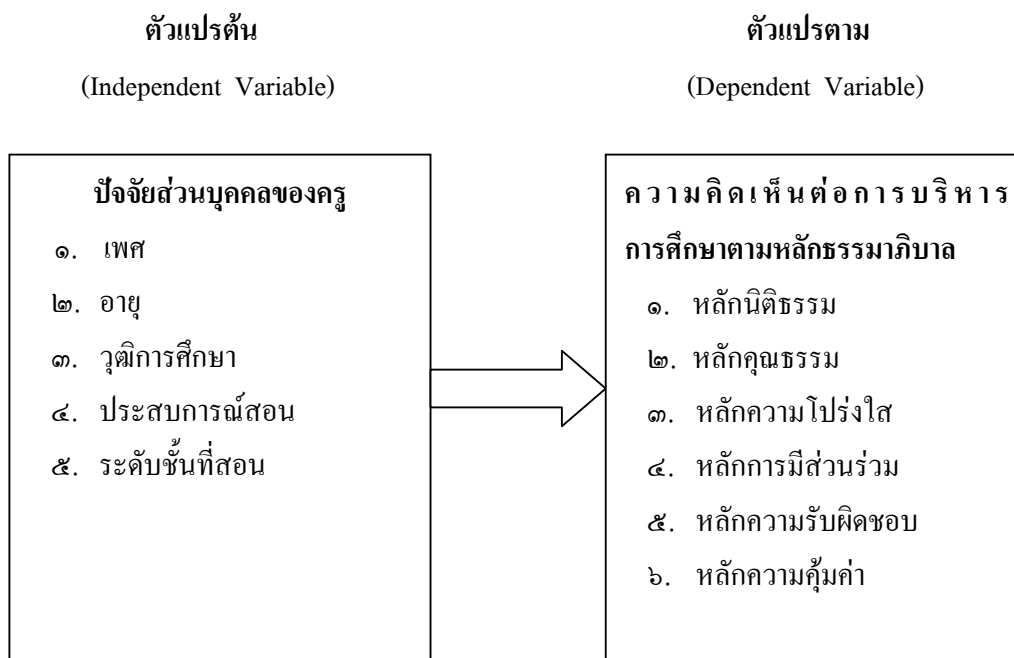 ตัวแปรต้น
(Independent Variable)
ปัจจัยส่วนบุคคลของครู
๑. เพศ
๒. อายุ
๓. วุฒิการศึกษา
๔. ประสบการณ์สอน
๕. ระดับชั้นที่สอน
ตัวแปรตาม
(Dependent Variable)
ความคิดเห็นต่อการบริหาร
การศึกษาตามหลักธรรมาภิบาล
๑. หลักนิติธรรม
๒. หลักคุณธรรม
๓. หลักความโปร่งใส
๔. หลักการมีส่วนร่วม
๕. หลักความรับผิดชอบ
๖. หลักความคุ้มค่า